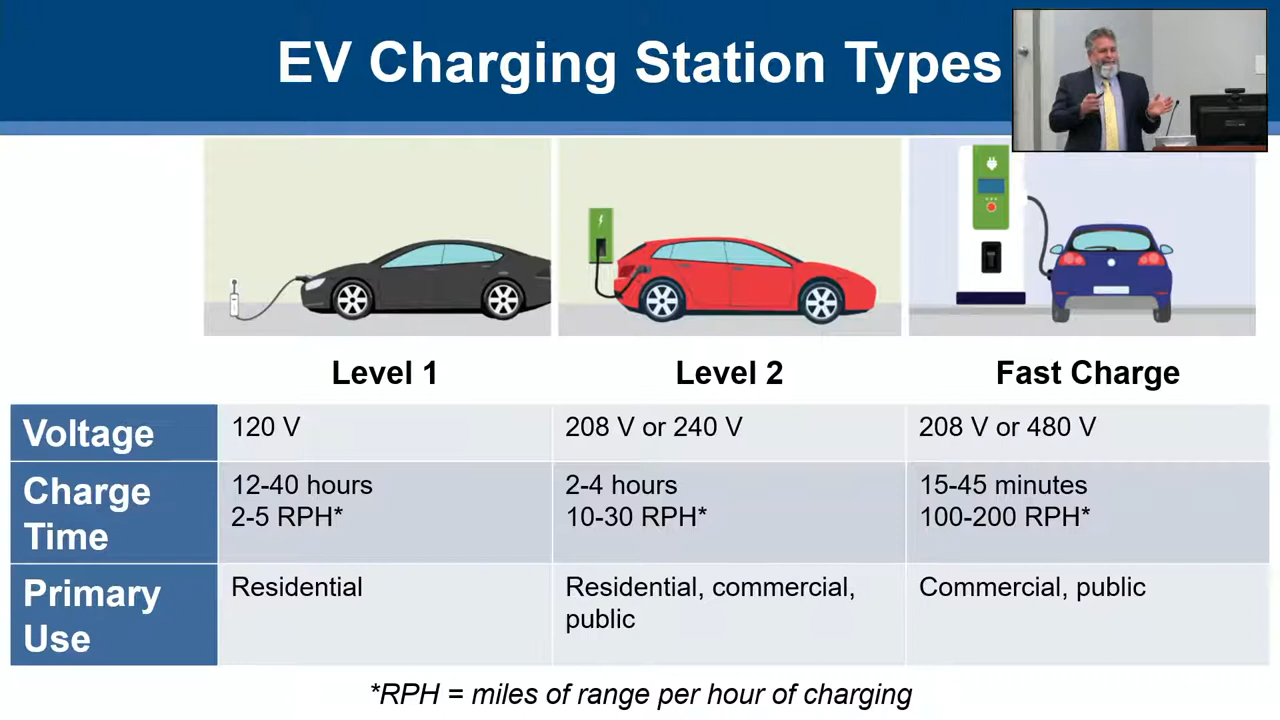 EV Charging Station Types
Level 1
Level 2
Fast Charge
Voltage
120 V
208 V or 240 V
208 V or 480 V
Charge
Time
12-40 hours
2-5 RPH*
2-4 hours
10-30 RPH*
15-45 minutes
100-200 RPH*
Primary
Use
Residential
Residential, commercial,
public
Commercial, public
*RPH = miles of range per hour of charging